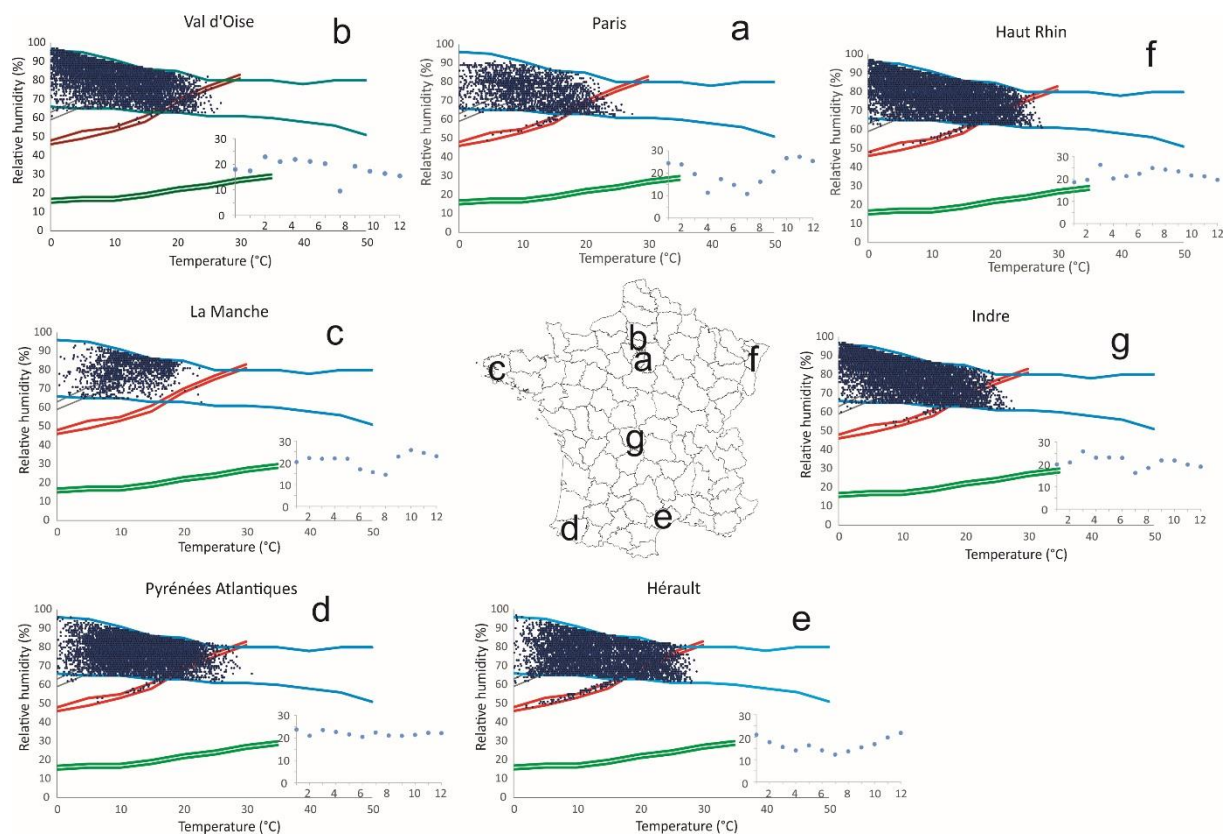 Val d'Oise
b
Relative humidity (%)
100
90
80
70
60
50
40
30
20
10
0
30
20
10
0
2 4 6 8 10 12
0 10 20 30 40 50
Temperature (°C)
Paris
a
Relative humidity (%)
100
90
80
70
60
50
40
30
20
10
0
30
20
10
0
2 4 6 8 10 12
0 10 20 30 40 50
Temperature (°C)
Haut Rhin
f
Relative humidity (%)
100
90
80
70
60
50
40
30
20
10
0
30
20
10
0
2 4 6 8 10 12
0 10 20 30 40 50
Temperature (°C)
La Manche
c
Relative humidity (%)
100
90
80
70
60
50
40
30
20
10
0
30
20
10
0
2 4 6 8 10 12
0 10 20 30 40 50
Temperature (°C)
b
a
f
c
g
d
e
Indre
g
Relative humidity (%)
100
90
80
70
60
50
40
30
20
10
0
30
20
10
0
2 4 6 8 10 12
0 10 20 30 40 50
Temperature (°C)
Pyrénées Atlantiques
d
Relative humidity (%)
100
90
80
70
60
50
40
30
20
10
0
30
20
10
0
2 4 6 8 10 12
0 10 20 30 40 50
Temperature (°C)
Hérault
e
Relative humidity (%)
100
90
80
70
60
50
40
30
20
10
0
30
20
10
0
2 4 6 8 10 12
0 10 20 30 40 50
Temperature (°C)